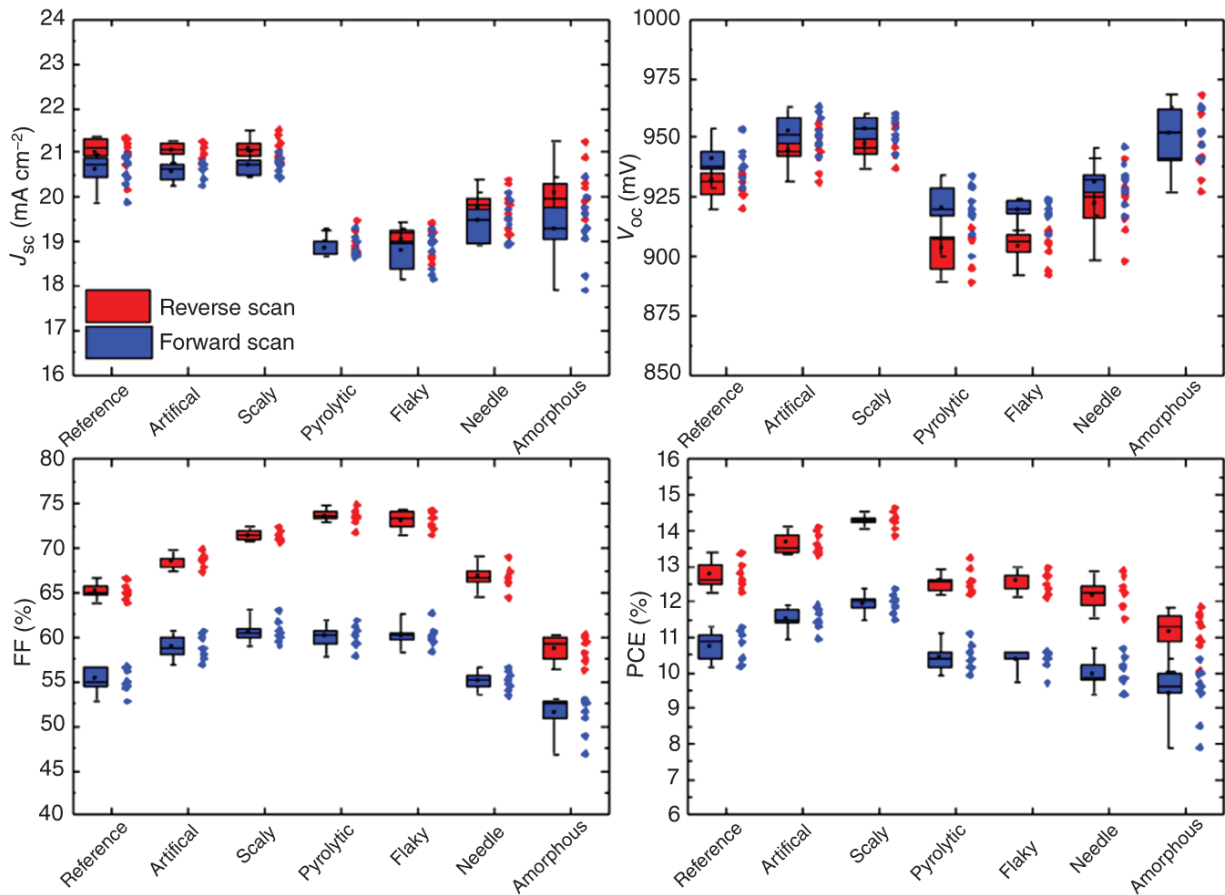 24
23
22
21
20
19
18
17
16
J_sc (mA cm⁻²)
Reverse scan
Forward scan
Reference
Artifical
Scaly
Pyrolytic
Flaky
Needle
Amorphous
1000
975
950
925
900
875
850
V_oc (mV)
Reference
Artifical
Scaly
Pyrolytic
Flaky
Needle
Amorphous
80
75
70
65
60
55
50
45
40
FF (%)
Reference
Artifical
Scaly
Pyrolytic
Flaky
Needle
Amorphous
16
15
14
13
12
11
10
9
8
7
6
PCE (%)
Reference
Artifical
Scaly
Pyrolytic
Flaky
Needle
Amorphous